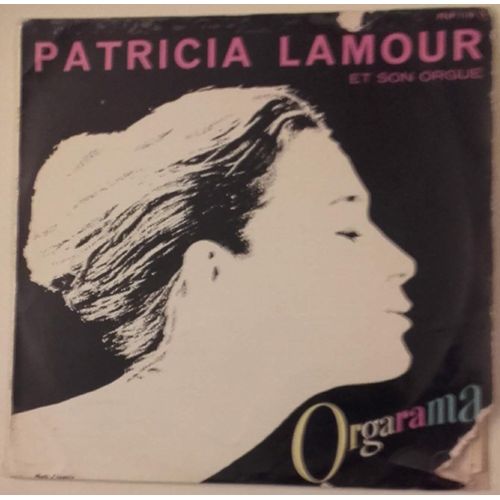 PATRICIA LAMOUR
ET SON ORGUE
Orgarama